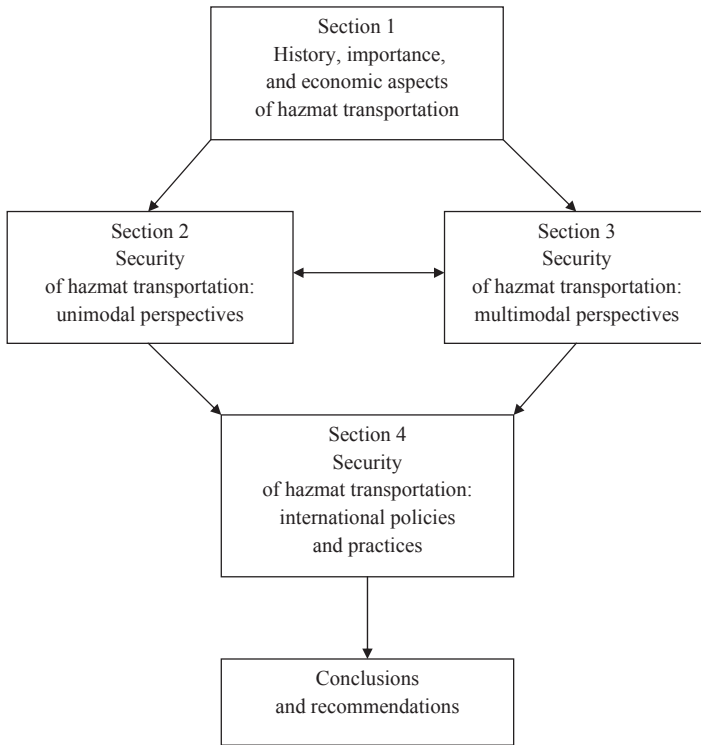 Section 1
History, importance,
and economic aspects
of hazmat transportation
Section 2
Security
of hazmat transportation:
unimodal perspectives
Section 3
Security
of hazmat transportation:
multimodal perspectives
Section 4
Security
of hazmat transportation:
international policies
and practices
Conclusions
and recommendations